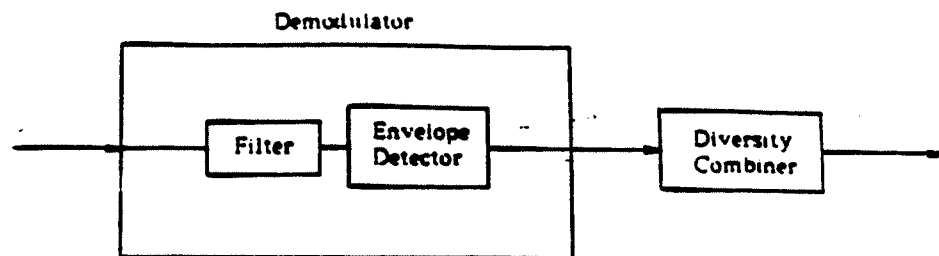 Demodulator
Filter
Envelope
Detector
Diversity
Combiner